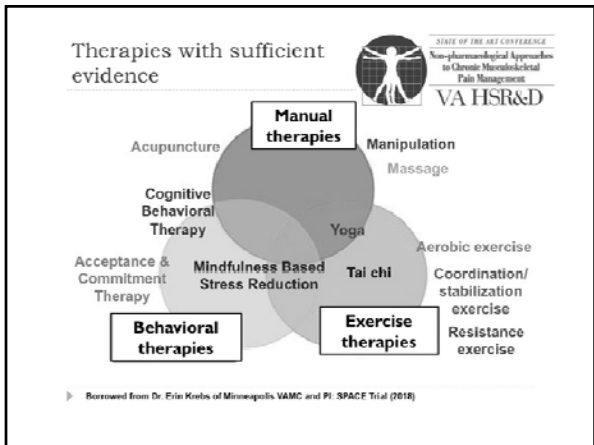 Therapies with sufficient
evidence
STATE OF THE ART CONFERENCE
Non-pharmacological Approaches
to Chronic Musculoskeletal
Pain Management
VA HSR&D
Manual
therapies
Acupuncture
Manipulation
Massage
Cognitive
Behavioral
Therapy
Yoga
Aerobic exercise
Acceptance &
Commitment
Therapy
Mindfulness Based
Stress Reduction
Tai chi
Coordination/
stabilization
exercise
Behavioral
therapies
Exercise
therapies
Resistance
exercise
Borrowed from Dr. Erin Krebs of Minneapolis VAMC and PI: SPACE Trial (2018)